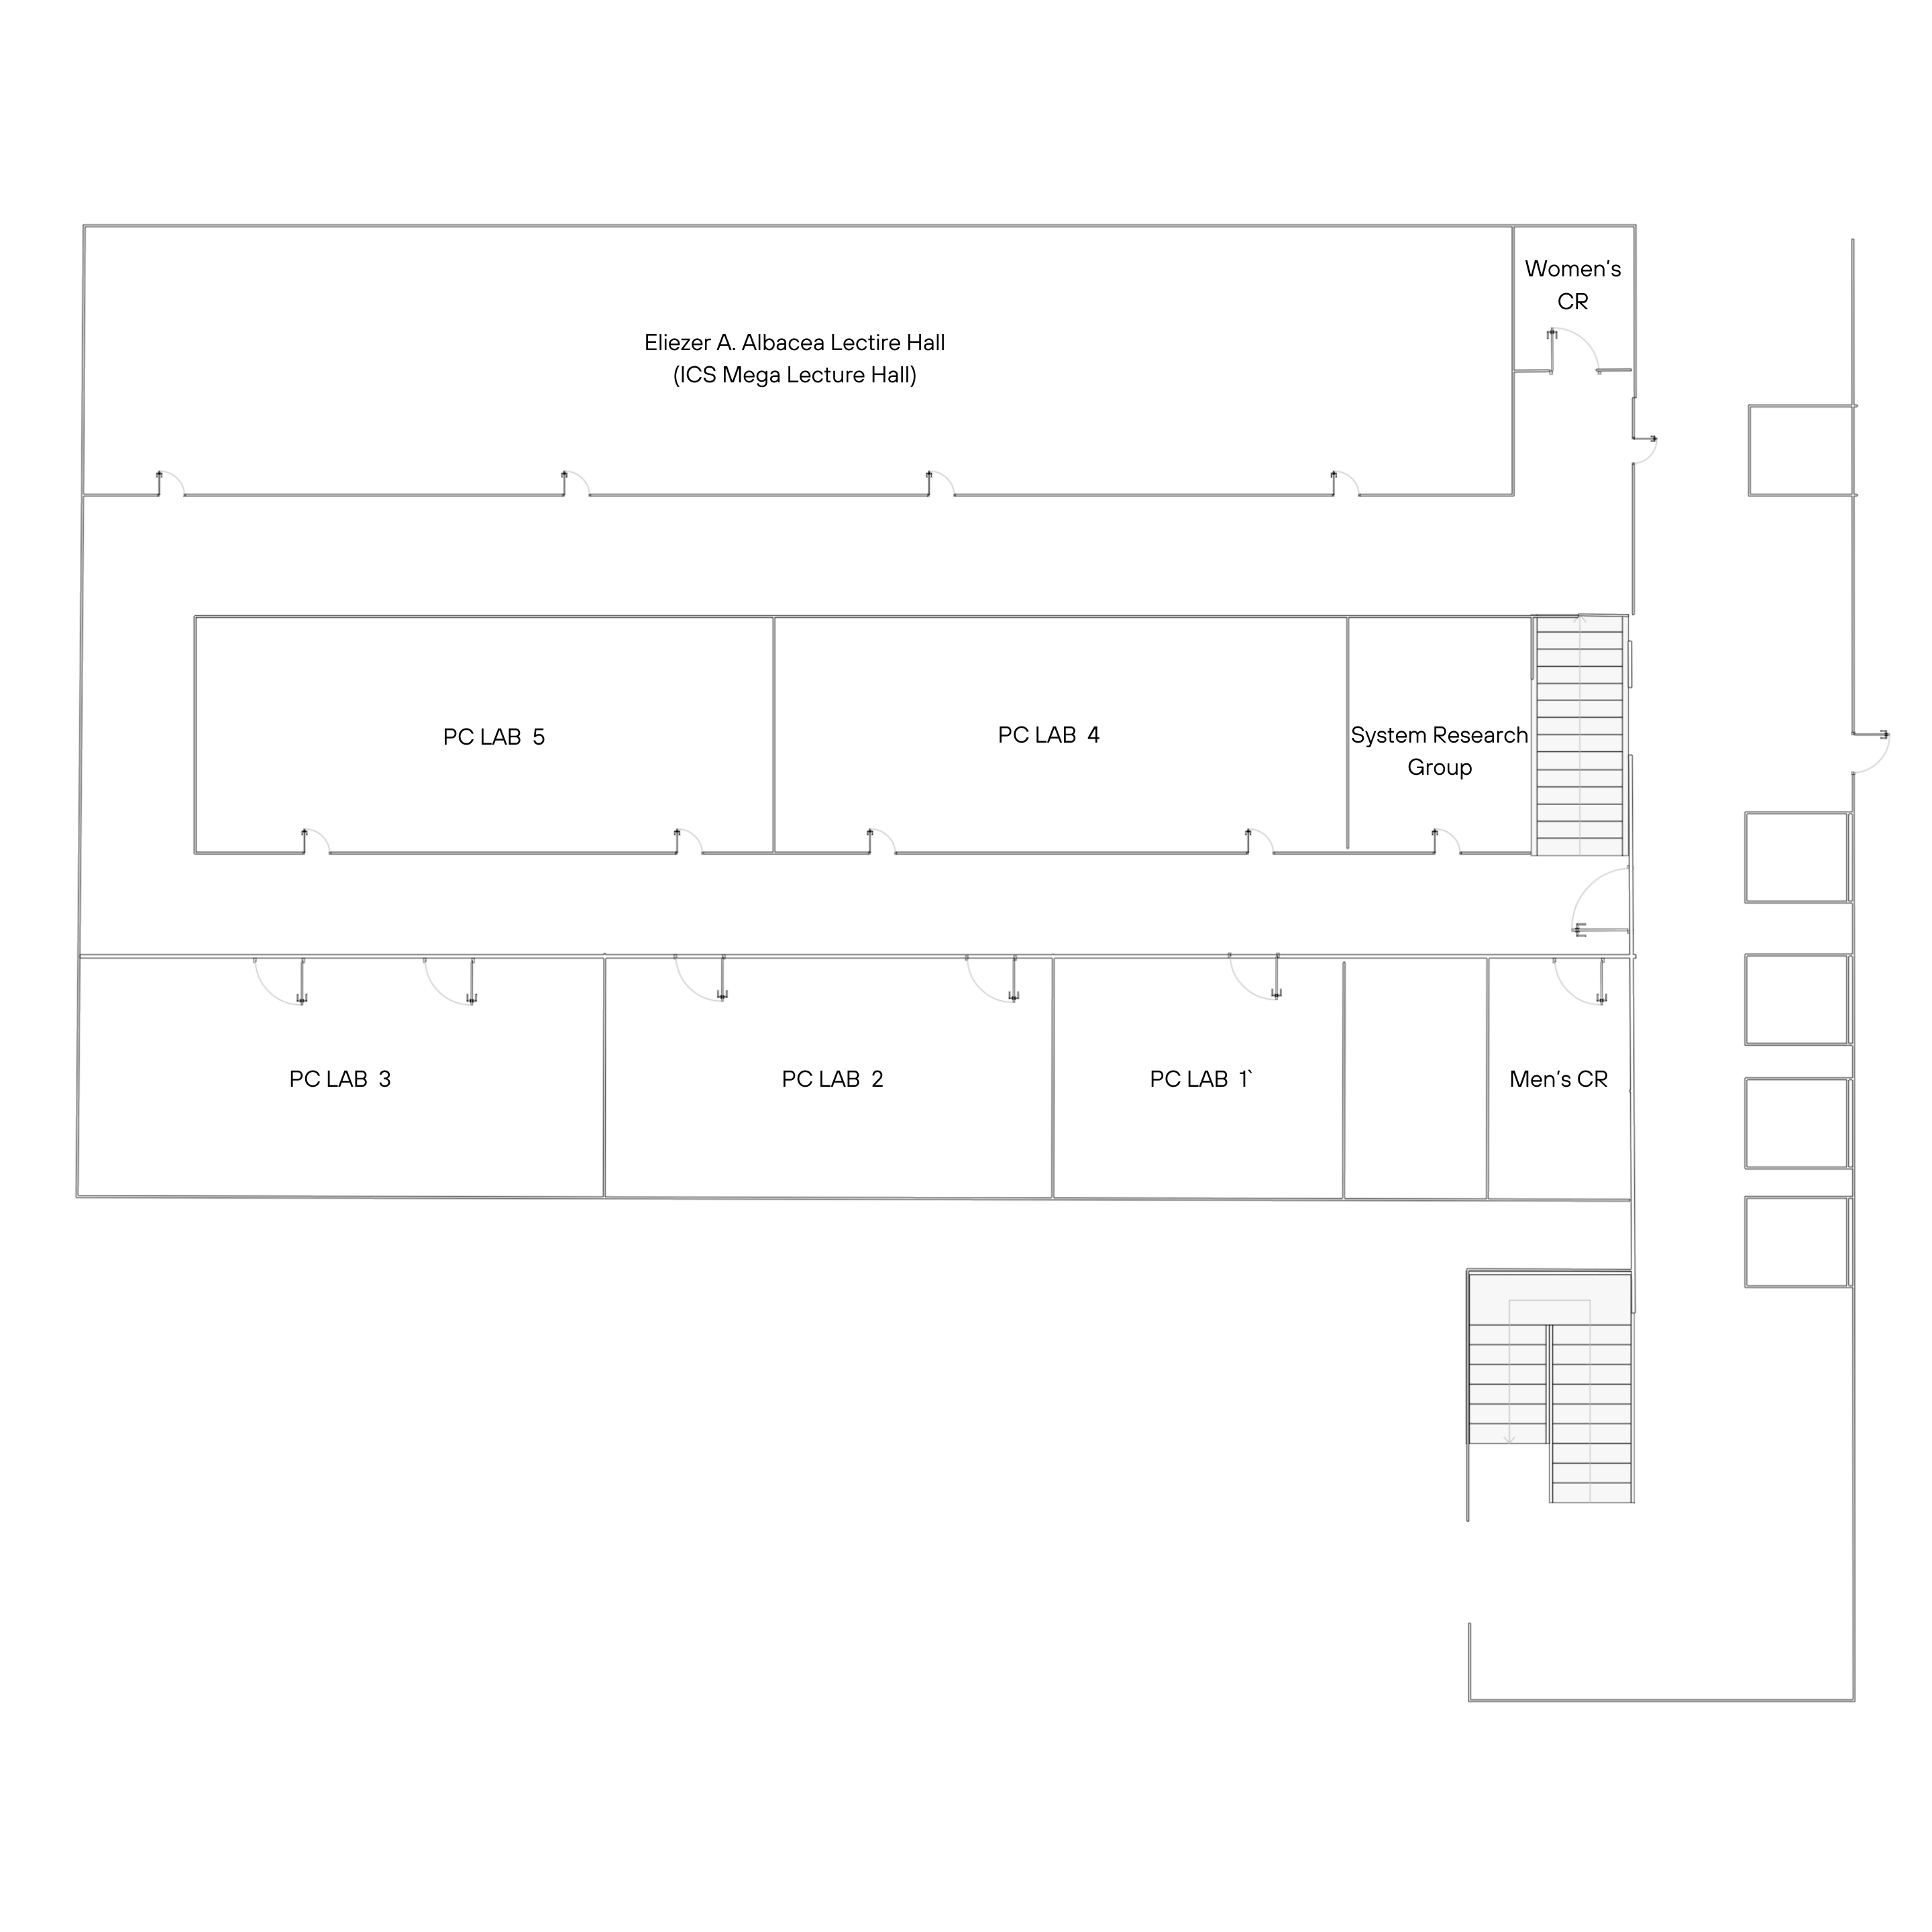 Women's
CR
Eliezer A. Albacea Lectire Hall
(ICS Mega Lecture Hall)
PC LAB 5
PC LAB 4
System Research
Group
PC LAB 3
PC LAB 2
PC LAB 1`
Men's CR